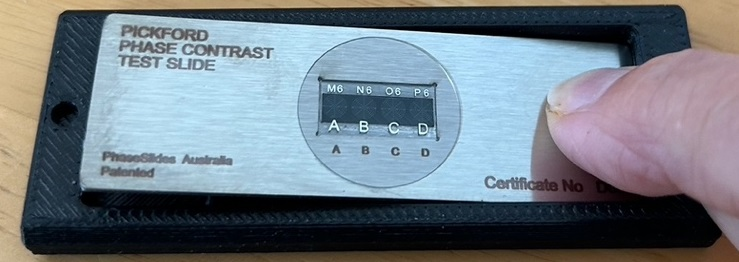 PICKFORD
PHASE CONTRAST
TEST SLIDE
M6 N6 O6 P6
A B C D
A B C D
PhaseSlides Australia
Patented
Certificate No